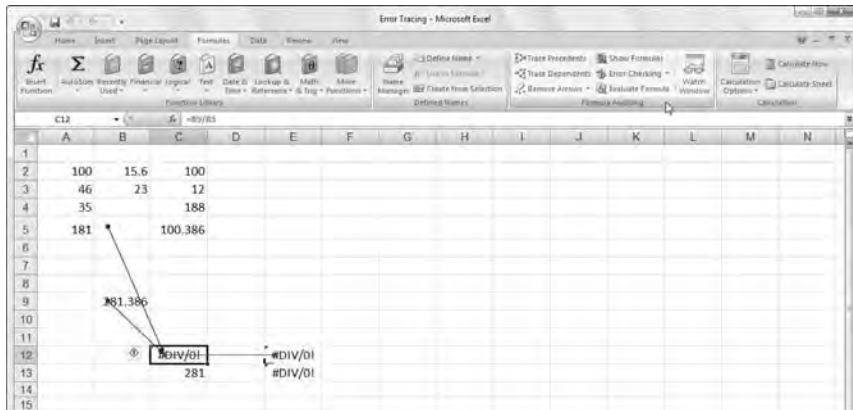 Error Tracing - Microsoft Excel
Home Insert Page Layout Formulas Data Review View
fx Σ A θ Define Name Trace Precedents Show Formulas
Use in Formula Trace Dependents Error Checking
Insert Function AutoSum Recently Used Financial Logical Text Date & Time Lookup & Reference Math & Trig More Functions Name Manager Create from Selection Remove Arrows Evaluate Formula Watch Window Calculation Options Calculate Now Calculate Sheet
Function Library Defined Names Formula Auditing Calculation
C12 fx =B9/B5
A B C D E F G H I J K L M N
1
2 100 15.6 100
3 46 23 12
4 35 188
5 181 100.386
6
7
8
9 281.386
10
11
12 #DIV/0! #DIV/0!
13 281 #DIV/0!
14
15